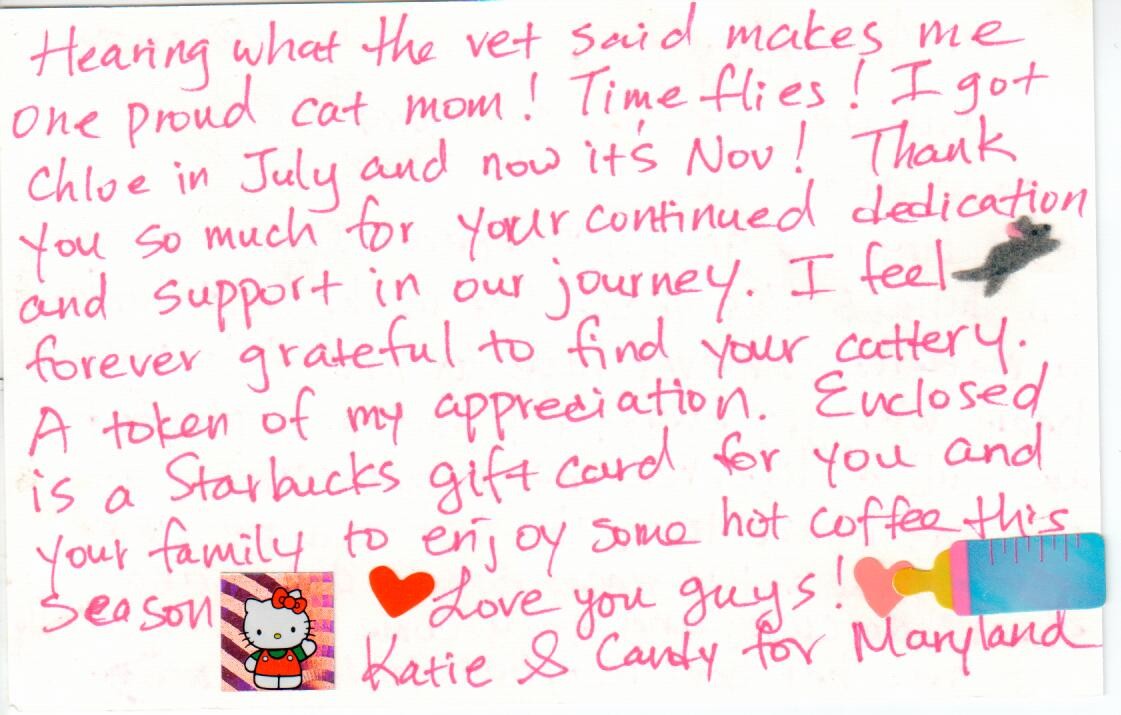 Hearing what the vet said makes me
one proud cat mom! Time flies! I got
Chloe in July and now it's Nov! Thank
you so much for your continued dedication
and support in our journey. I feel
forever grateful to find your cattery.
A token of my appreciation. Enclosed
is a Starbucks gift card for you and
your family to enjoy some hot coffee this
season
Love you guys!
Katie & Candy for Maryland